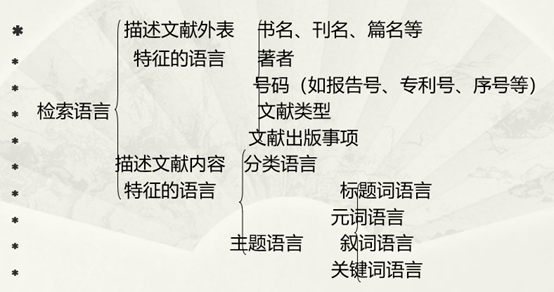 描述文献外表 书名、刊名、篇名等
特征的语言 著者
号码（如报告号、专利号、序号等）
检索语言 文献类型
文献出版事项
描述文献内容 分类语言
特征的语言 标题词语言
元词语言
主题语言 叙词语言
关键词语言